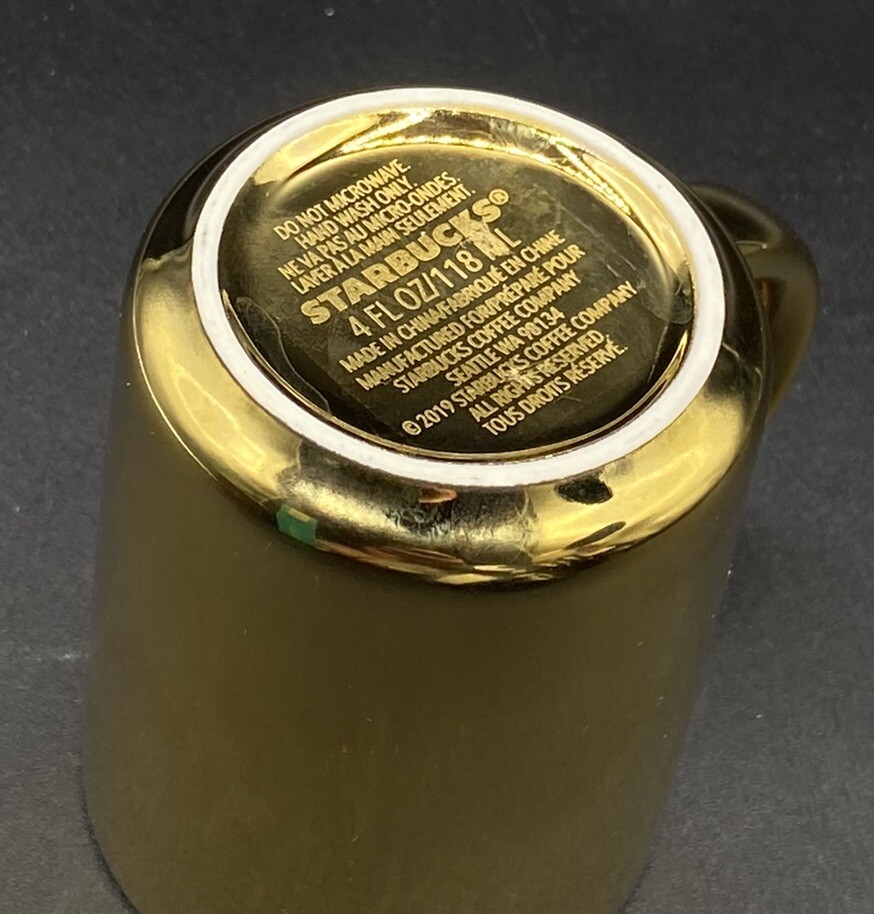 DO NOT MICROWAVE.
HAND WASH ONLY.
NE VA PAS AU MICRO-ONDES.
LAVER À LA MAIN SEULEMENT.
STARBUCKS®
4 FL OZ/118 ML
MADE IN CHINA/FABRIQUÉ EN CHINE
MANUFACTURED FOR/PRÉPARÉ POUR
STARBUCKS COFFEE COMPANY
SEATTLE WA 98134
©2019 STARBUCKS COFFEE COMPANY.
ALL RIGHTS RESERVED.
TOUS DROITS RÉSERVÉ.